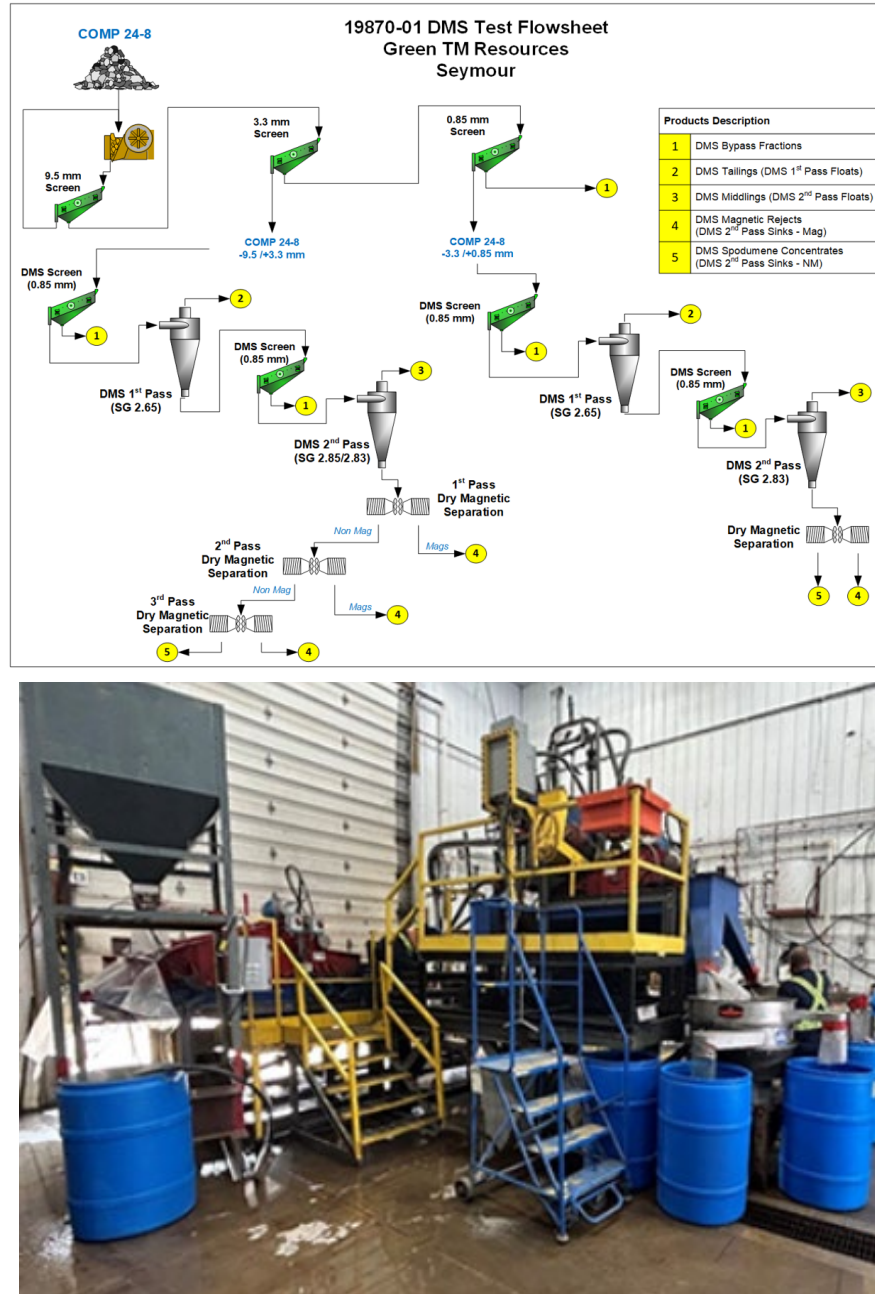 19870-01 DMS Test Flowsheet
Green TM Resources
Seymour
COMP 24-8
9.5 mm
Screen
3.3 mm
Screen
0.85 mm
Screen
1
Products Description
1 DMS Bypass Fractions
2 DMS Tailings (DMS 1st Pass Floats)
3 DMS Middlings (DMS 2nd Pass Floats)
4 DMS Magnetic Rejects
(DMS 2nd Pass Sinks - Mag)
5 DMS Spodumene Concentrates
(DMS 2nd Pass Sinks - NM)
COMP 24-8
-9.5 /+3.3 mm
COMP 24-8
-3.3 /+0.85 mm
DMS Screen
(0.85 mm)
1
2
DMS 1st Pass
(SG 2.65)
DMS Screen
(0.85 mm)
1
3
DMS 2nd Pass
(SG 2.85/2.83)
1st Pass
Dry Magnetic
Separation
Non Mag
Mags
4
2nd Pass
Dry Magnetic
Separation
Non Mag
Mags
4
3rd Pass
Dry Magnetic
Separation
5
4
DMS Screen
(0.85 mm)
1
2
DMS 1st Pass
(SG 2.65)
DMS Screen
(0.85 mm)
1
3
DMS 2nd Pass
(SG 2.83)
Dry Magnetic
Separation
5
4